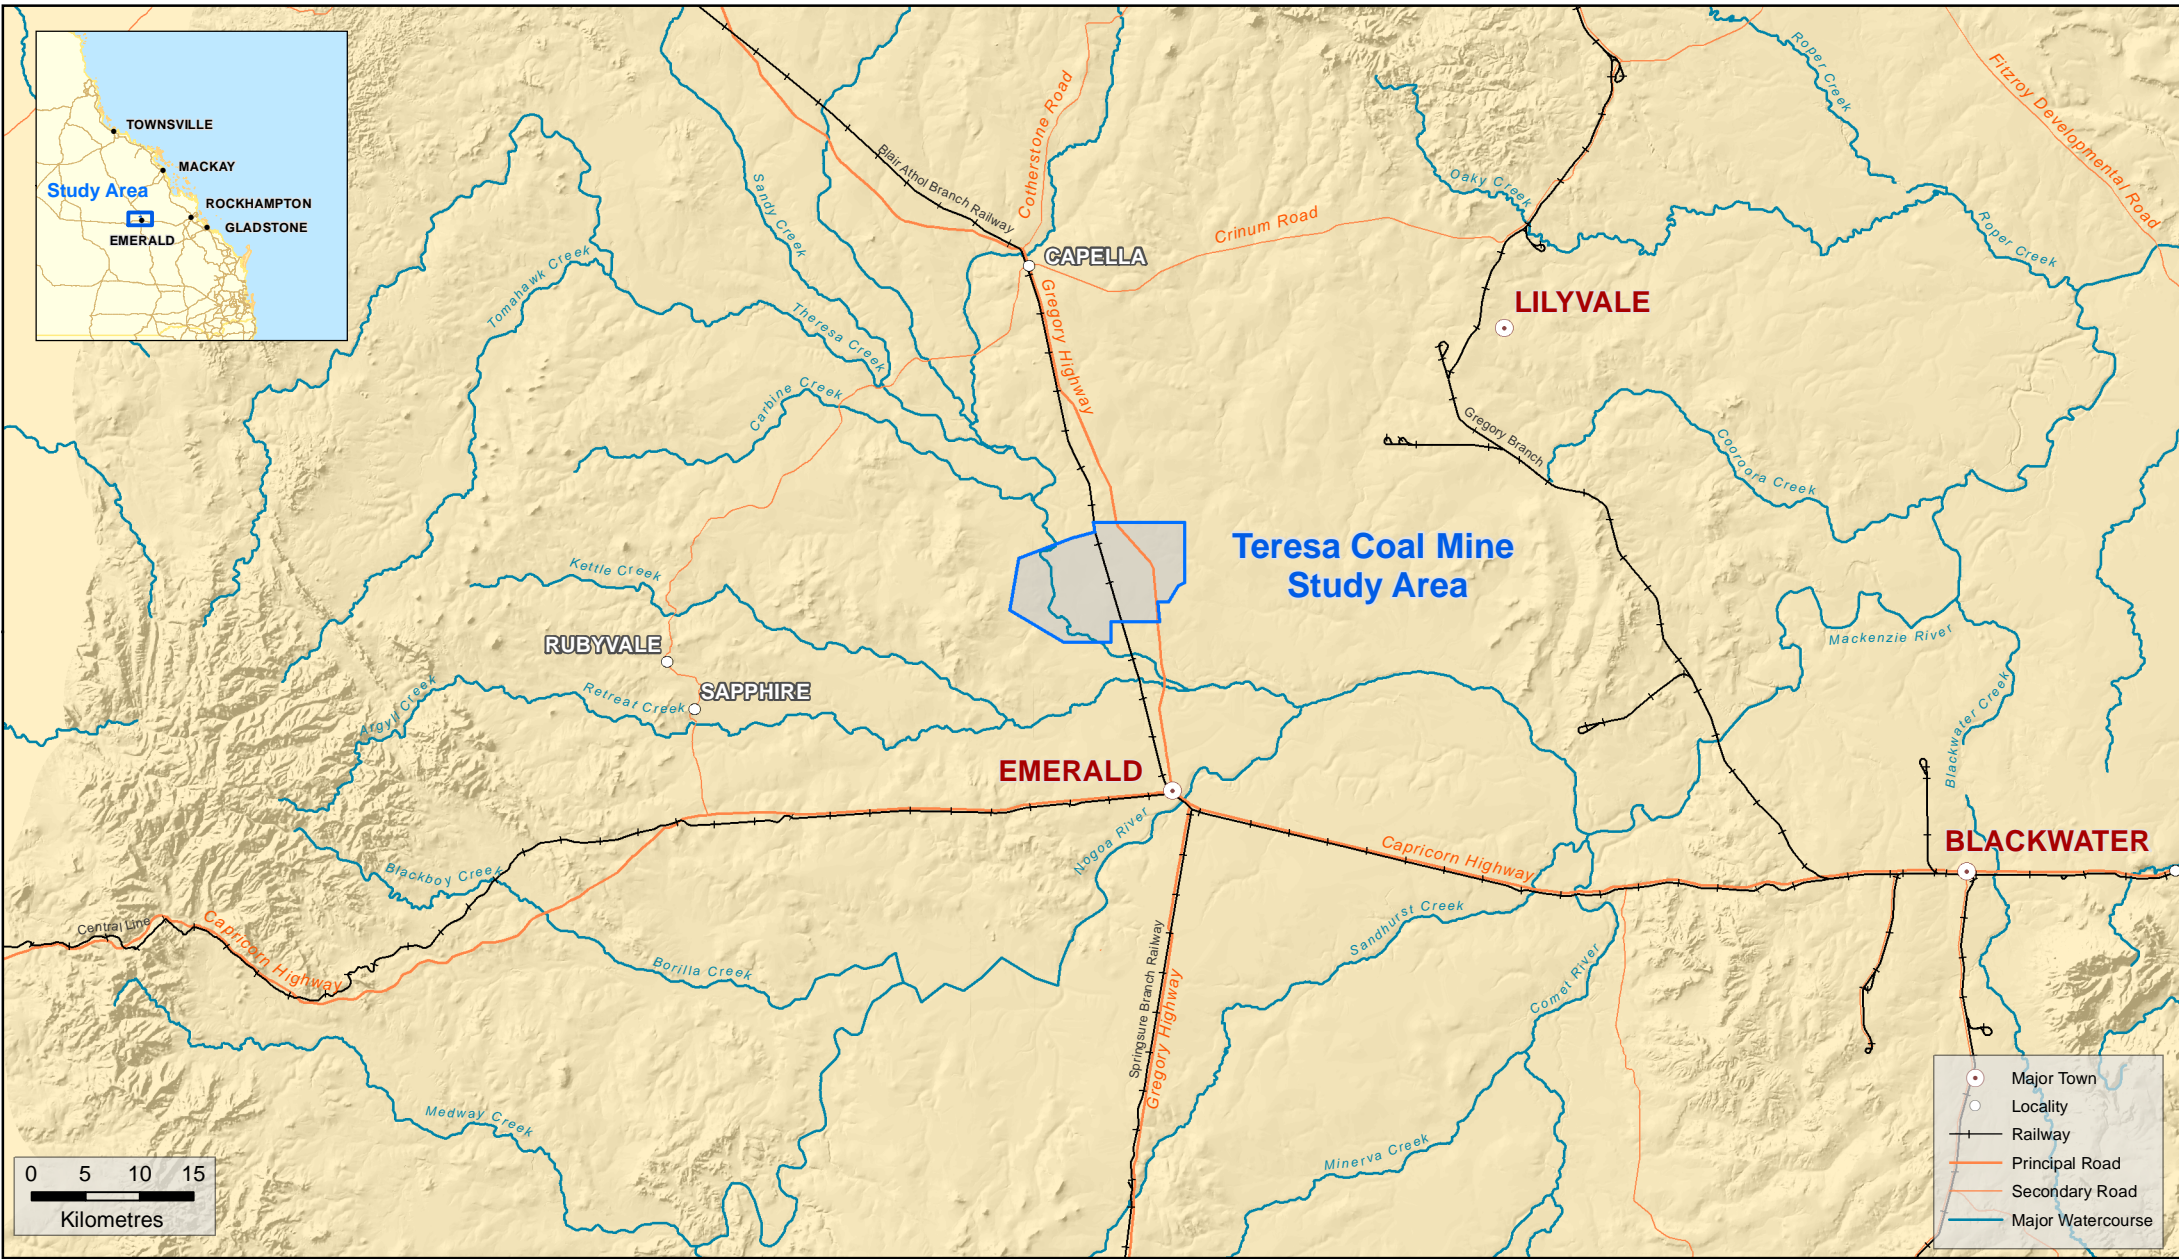 TOWNSVILLE
MACKAY
Study Area
ROCKHAMPTON
GLADSTONE
EMERALD
Roper Creek
Fitzroy Developmental Road
Cotherstone Road
Blair Athol Branch Railway
Sandy Creek
Oaky Creek
Crinum Road
Roper Creek
CAPELLA
Tomahawk Creek
Gregory Highway
LILYVALE
Theresa Creek
Carbine Creek
Gregory Branch
Cooroora Creek
Teresa Coal Mine
Study Area
Kettle Creek
Mackenzie River
RUBYVALE
SAPPHIRE
Retreat Creek
Argyll Creek
Blackwater Creek
EMERALD
Nogoa River
Capricorn Highway
BLACKWATER
Blackboy Creek
Central Line
Capricorn Highway
Borilla Creek
Sandhurst Creek
Comet River
Springsure Branch Railway
Gregory Highway
Medway Creek
Minerva Creek
0 5 10 15
Kilometres
Major Town
Locality
Railway
Principal Road
Secondary Road
Major Watercourse